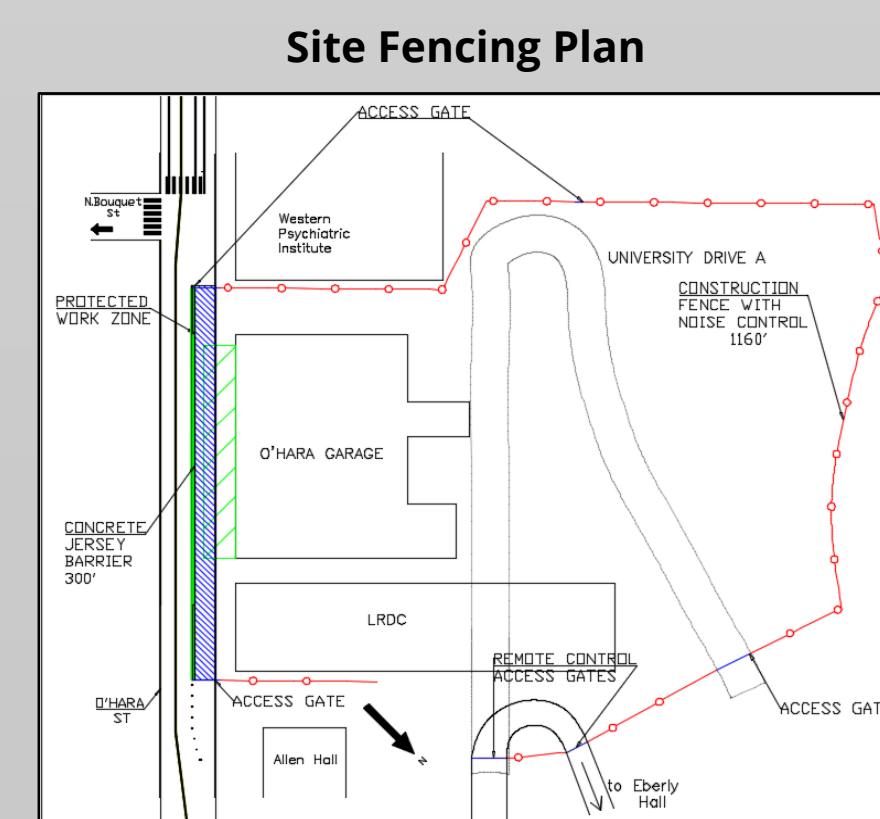 Site Fencing Plan
ACCESS GATE
N.Bouquet
St
Western
Psychiatric
Institute
UNIVERSITY DRIVE A
CONSTRUCTION
FENCE WITH
NOISE CONTROL
1160'
PROTECTED
WORK ZONE
O'HARA GARAGE
CONCRETE
JERSEY
BARRIER
300'
LRDC
REMOTE CONTROL
ACCESS GATES
O'HARA
ST
ACCESS GATE
ACCESS GAT
Allen Hall
N
to Eberly
Hall